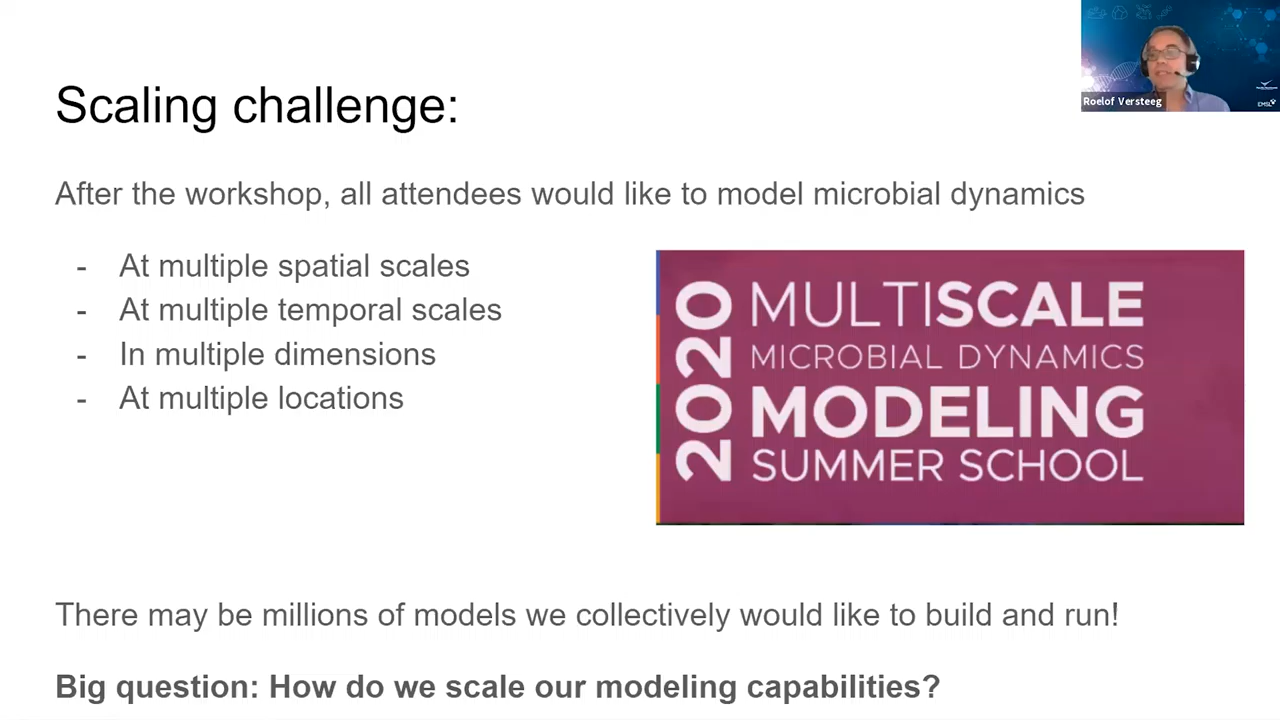 Scaling challenge:
Roelof Versteeg
EMSL
After the workshop, all attendees would like to model microbial dynamics
- At multiple spatial scales
- At multiple temporal scales
- In multiple dimensions
- At multiple locations
2020
MULTISCALE
MICROBIAL DYNAMICS
MODELING
SUMMER SCHOOL
There may be millions of models we collectively would like to build and run!
Big question: How do we scale our modeling capabilities?